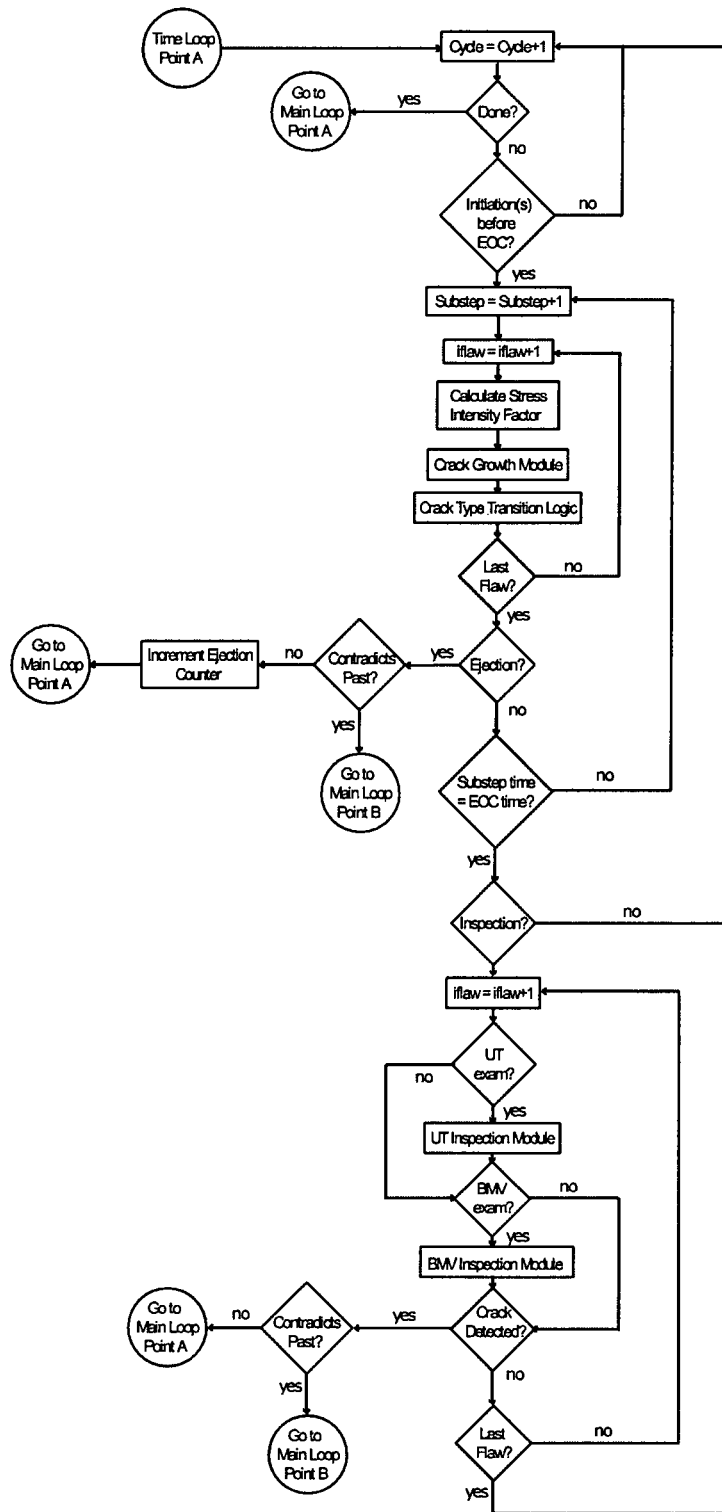 Time Loop
Point A
Cycle = Cycle+1
Go to
Main Loop
Point A
yes
Done?
no
Initiation(s)
before
EOC?
no
yes
Substep = Substep+1
iflaw = iflaw+1
Calculate Stress
Intensity Factor
Crack Growth Module
Crack Type Transition Logic
Last
Flaw?
no
yes
Go to
Main Loop
Point A
Increment Ejection
Counter
no
Contradicts
Past?
yes
Ejection?
yes
no
Go to
Main Loop
Point B
Substep time
= EOC time?
no
yes
Inspection?
no
yes
iflaw = iflaw+1
UT
exam?
no
yes
UT Inspection Module
BMV
exam?
no
yes
BMV Inspection Module
Go to
Main Loop
Point A
no
Contradicts
Past?
yes
Crack
Detected?
yes
no
Go to
Main Loop
Point B
Last
Flaw?
no
yes